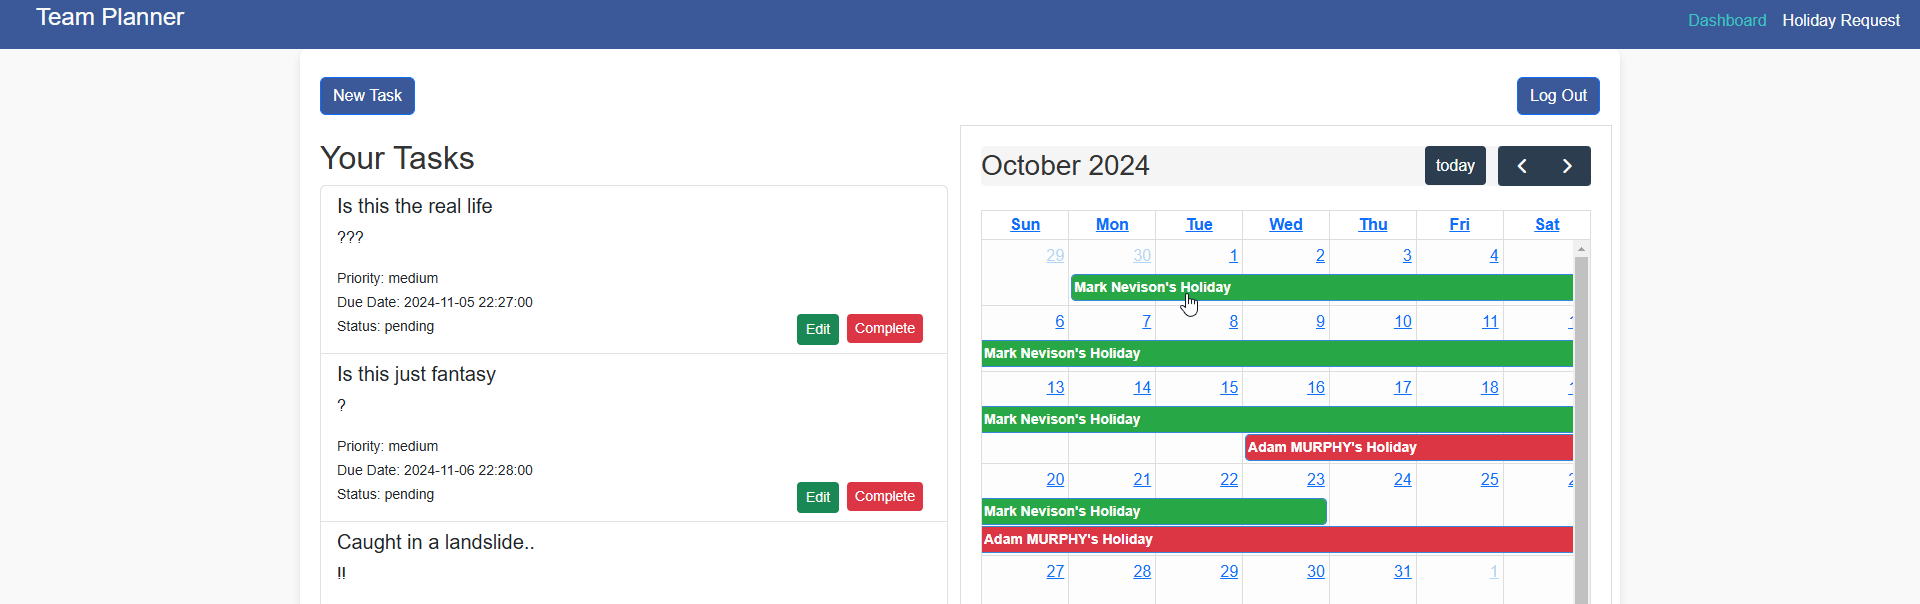 Team Planner
Dashboard Holiday Request
New Task
Log Out
Your Tasks
Is this the real life
???
Priority: medium
Due Date: 2024-11-05 22:27:00
Status: pending
Edit Complete
Is this just fantasy
?
Priority: medium
Due Date: 2024-11-06 22:28:00
Status: pending
Edit Complete
Caught in a landslide..
!!
October 2024
today
Sun Mon Tue Wed Thu Fri Sat
29 30 1 2 3 4
Mark Nevison's Holiday
6 7 8 9 10 11
Mark Nevison's Holiday
13 14 15 16 17 18
Mark Nevison's Holiday
Adam MURPHY's Holiday
20 21 22 23 24 25
Mark Nevison's Holiday
Adam MURPHY's Holiday
27 28 29 30 31 1